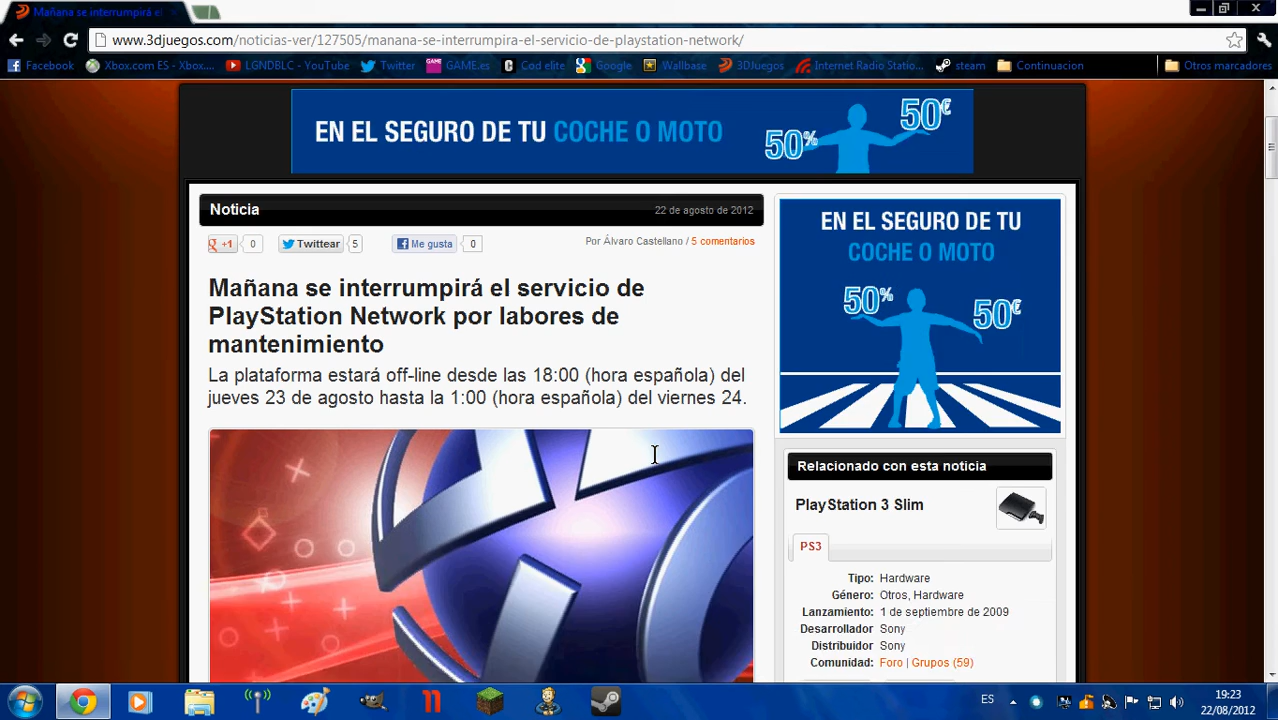 Mañana se interrumpirá el
www.3djuegos.com/noticias-ver/127505/manana-se-interrumpira-el-servicio-de-playstation-network/
Facebook Xbox.com ES - Xbox.... LGNDBLC - YouTube Twitter GAME.es Cod elite Google Wallbase 3DJuegos Internet Radio Statio... steam Continuacion Otros marcadores
EN EL SEGURO DE TU COCHE O MOTO 50% 50€
Noticia 22 de agosto de 2012
+1 0 Twittear 5 Me gusta 0 Por Álvaro Castellano / 5 comentarios
Mañana se interrumpirá el servicio de
PlayStation Network por labores de
mantenimiento
La plataforma estará off-line desde las 18:00 (hora española) del
jueves 23 de agosto hasta la 1:00 (hora española) del viernes 24.
EN EL SEGURO DE TU
COCHE O MOTO
50% 50€
Relacionado con esta noticia
PlayStation 3 Slim
PS3
Tipo: Hardware
Género: Otros, Hardware
Lanzamiento: 1 de septiembre de 2009
Desarrollador Sony
Distribuidor Sony
Comunidad: Foro | Grupos (59)
ES 19:23
22/08/2012